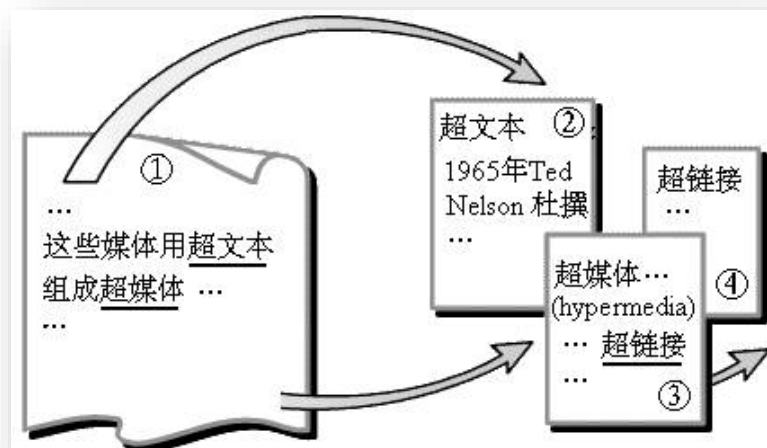 ①
…
这些媒体用超文本
组成超媒体 …
…
超文本 ②
1965年Ted
Nelson 杜撰
…
超媒体…
(hypermedia)
… 超链接
… ③
超链接
…
④